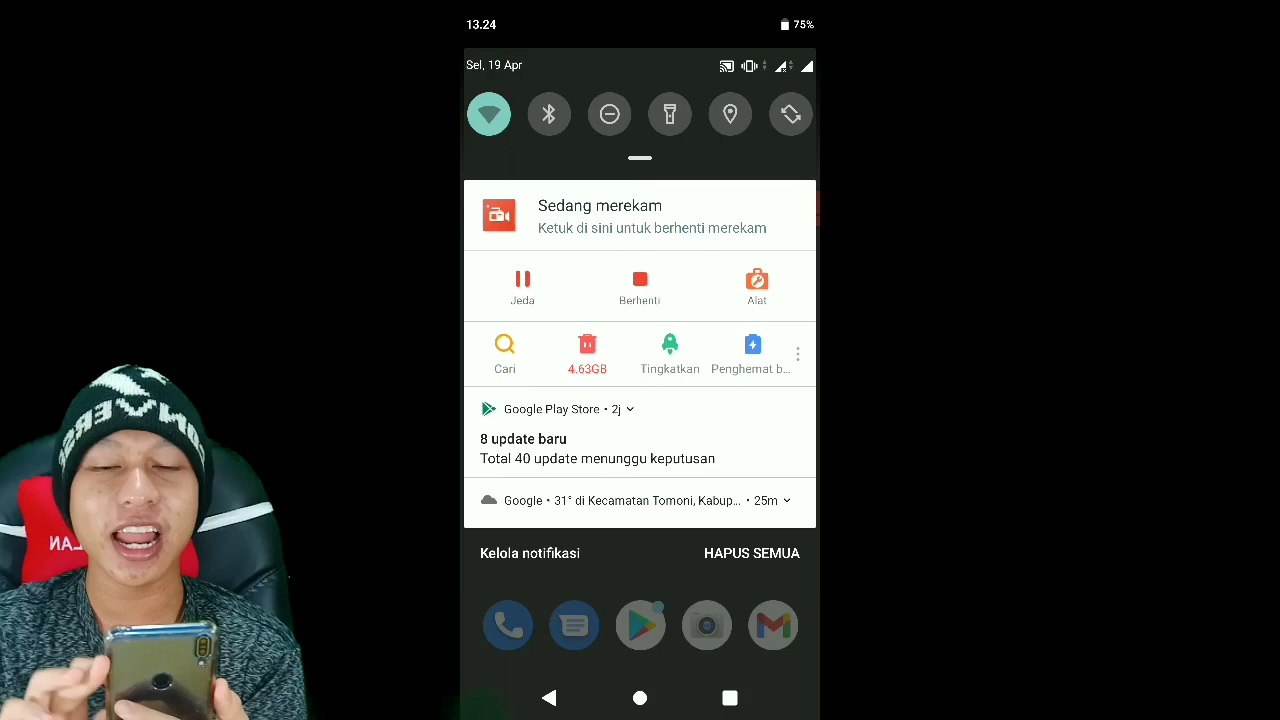 13.24
75%
Sel, 19 Apr
Sedang merekam
Ketuk di sini untuk berhenti merekam
Jeda
Berhenti
Alat
Cari
4.63GB
Tingkatkan
Penghemat b...
Google Play Store • 2j
8 update baru
Total 40 update menunggu keputusan
Google • 31° di Kecamatan Tomoni, Kabup... • 25m
Kelola notifikasi
HAPUS SEMUA
CONVERSE